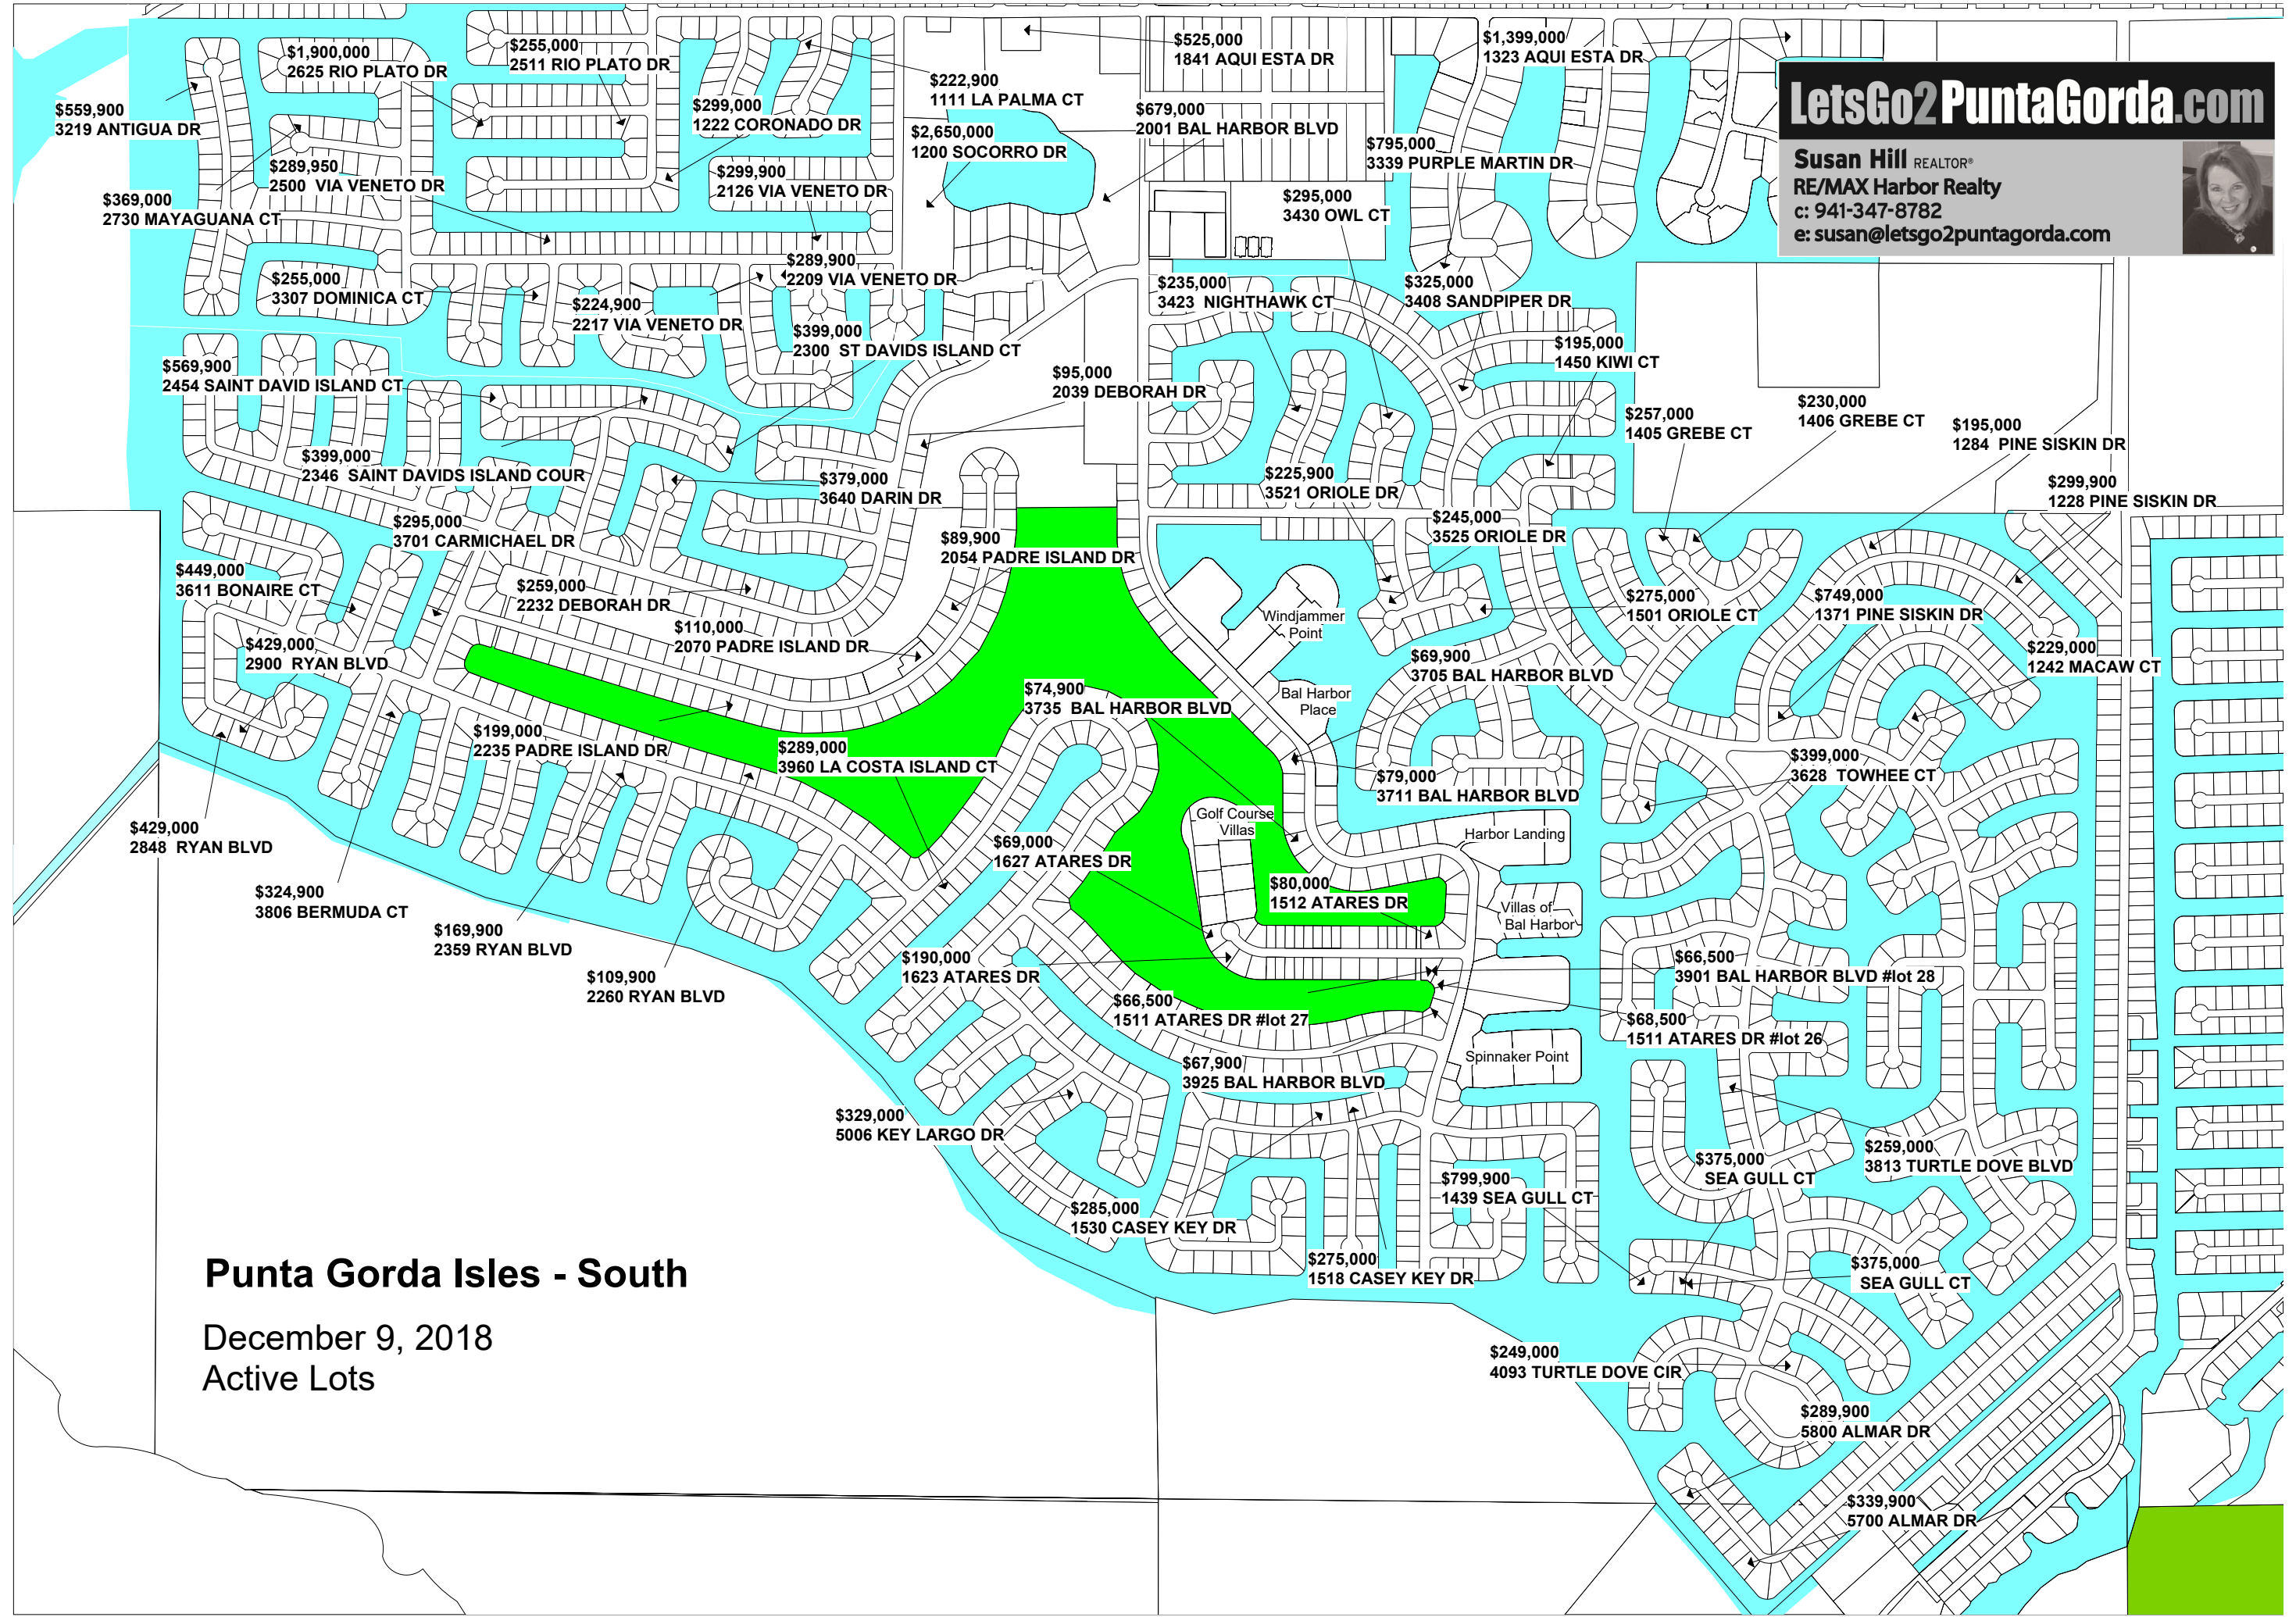 $1,900,000
2625 RIO PLATO DR
$255,000
2511 RIO PLATO DR
$525,000
1841 AQUI ESTA DR
$1,399,000
1323 AQUI ESTA DR
$559,900
3219 ANTIGUA DR
$299,000
1222 CORONADO DR
$222,900
1111 LA PALMA CT
$679,000
2001 BAL HARBOR BLVD
LetsGo2PuntaGorda.com
Susan Hill REALTOR®
RE/MAX Harbor Realty
c: 941-347-8782
e: susan@letsgo2puntagorda.com
$2,650,000
1200 SOCORRO DR
$795,000
3339 PURPLE MARTIN DR
$289,950
2500 VIA VENETO DR
$299,900
2126 VIA VENETO DR
$369,000
2730 MAYAGUANA CT
$295,000
3430 OWL CT
$289,900
2209 VIA VENETO DR
$255,000
3307 DOMINICA CT
$224,900
2217 VIA VENETO DR
$235,000
3423 NIGHTHAWK CT
$325,000
3408 SANDPIPER DR
$399,000
2300 ST DAVIDS ISLAND CT
$195,000
1450 KIWI CT
$569,900
2454 SAINT DAVID ISLAND CT
$95,000
2039 DEBORAH DR
$257,000
1405 GREBE CT
$230,000
1406 GREBE CT
$195,000
1284 PINE SISKIN DR
$399,000
2346 SAINT DAVIDS ISLAND COUR
$379,000
3640 DARIN DR
$225,900
3521 ORIOLE DR
$299,900
1228 PINE SISKIN DR
$295,000
3701 CARMICHAEL DR
$89,900
2054 PADRE ISLAND DR
$245,000
3525 ORIOLE DR
$449,000
3611 BONAIRE CT
$259,000
2232 DEBORAH DR
Windjammer
Point
$275,000
1501 ORIOLE CT
$749,000
1371 PINE SISKIN DR
$110,000
2070 PADRE ISLAND DR
$429,000
2900 RYAN BLVD
$69,900
3705 BAL HARBOR BLVD
$229,000
1242 MACAW CT
$74,900
3735 BAL HARBOR BLVD
Bal Harbor
Place
$199,000
2235 PADRE ISLAND DR
$289,000
3960 LA COSTA ISLAND CT
$79,000
3711 BAL HARBOR BLVD
$399,000
3628 TOWHEE CT
$429,000
2848 RYAN BLVD
Golf Course
Villas
Harbor Landing
$69,000
1627 ATARES DR
$324,900
3806 BERMUDA CT
$80,000
1512 ATARES DR
Villas of
Bal Harbor
$169,900
2359 RYAN BLVD
$109,900
2260 RYAN BLVD
$190,000
1623 ATARES DR
$66,500
3901 BAL HARBOR BLVD #lot 28
$66,500
1511 ATARES DR #lot 27
$68,500
1511 ATARES DR #lot 26
Spinnaker Point
$67,900
3925 BAL HARBOR BLVD
$329,000
5006 KEY LARGO DR
$259,000
3813 TURTLE DOVE BLVD
$375,000
SEA GULL CT
$799,900
1439 SEA GULL CT
$285,000
1530 CASEY KEY DR
$275,000
1518 CASEY KEY DR
$375,000
SEA GULL CT
Punta Gorda Isles - South
December 9, 2018
Active Lots
$249,000
4093 TURTLE DOVE CIR
$289,900
5800 ALMAR DR
$339,900
5700 ALMAR DR